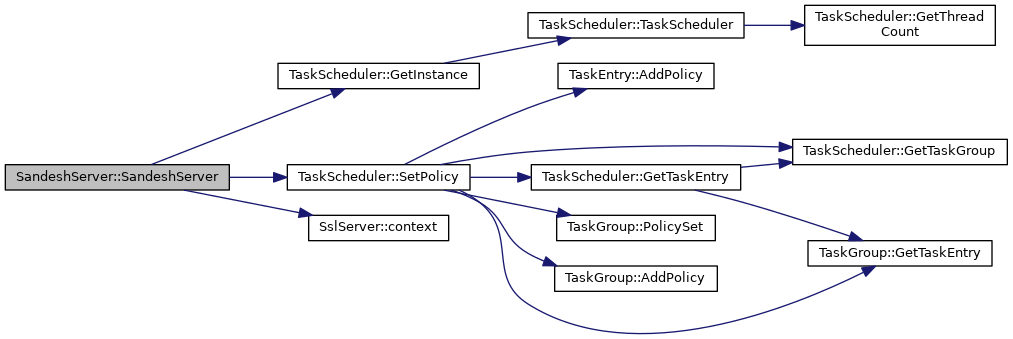 TaskScheduler::GetThread
Count
TaskScheduler::TaskScheduler
TaskScheduler::GetInstance
TaskEntry::AddPolicy
TaskScheduler::GetTaskGroup
SandeshServer::SandeshServer
TaskScheduler::SetPolicy
TaskScheduler::GetTaskEntry
SslServer::context
TaskGroup::PolicySet
TaskGroup::GetTaskEntry
TaskGroup::AddPolicy